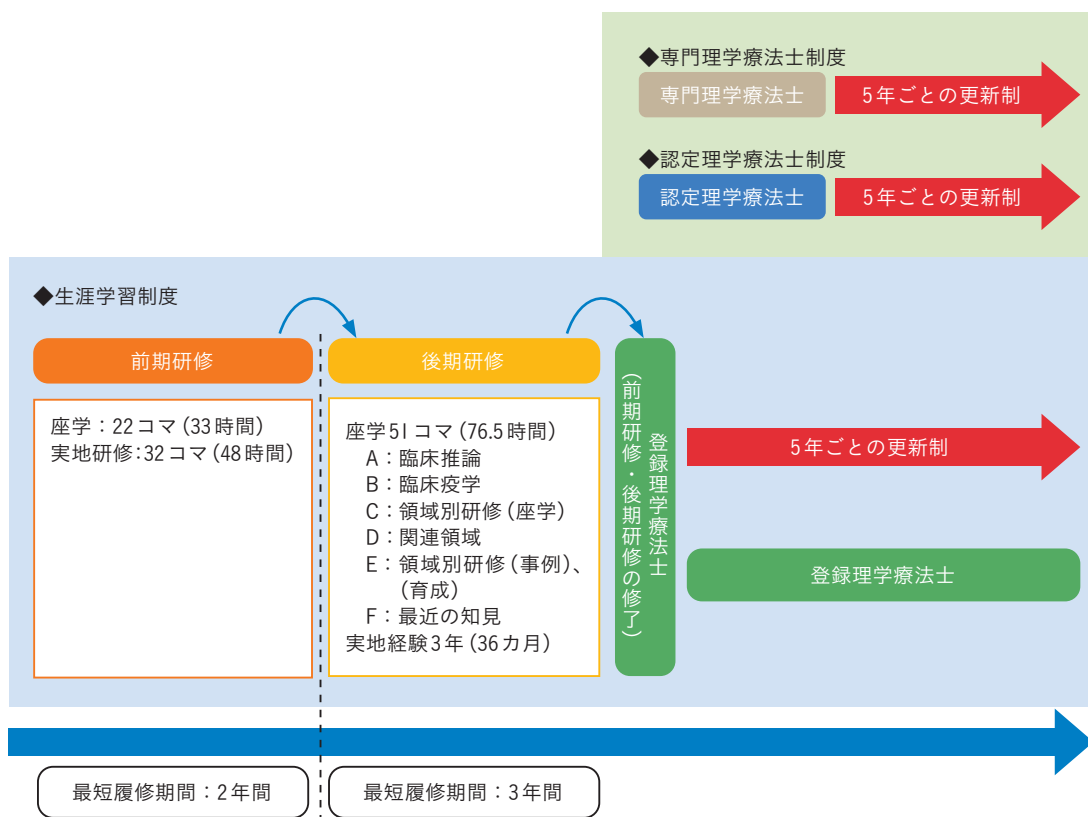 ◆専門理学療法士制度
専門理学療法士
5年ごとの更新制
◆認定理学療法士制度
認定理学療法士
5年ごとの更新制
◆生涯学習制度
前期研修
座学：22コマ（33時間）
実地研修：32コマ（48時間）
後期研修
座学51コマ（76.5時間）
A：臨床推論
B：臨床疫学
C：領域別研修（座学）
D：関連領域
E：領域別研修（事例）、
（育成）
F：最近の知見
実地経験3年（36カ月）
登録理学療法士
（前期研修・後期研修の修了）
5年ごとの更新制
登録理学療法士
最短履修期間：2年間
最短履修期間：3年間